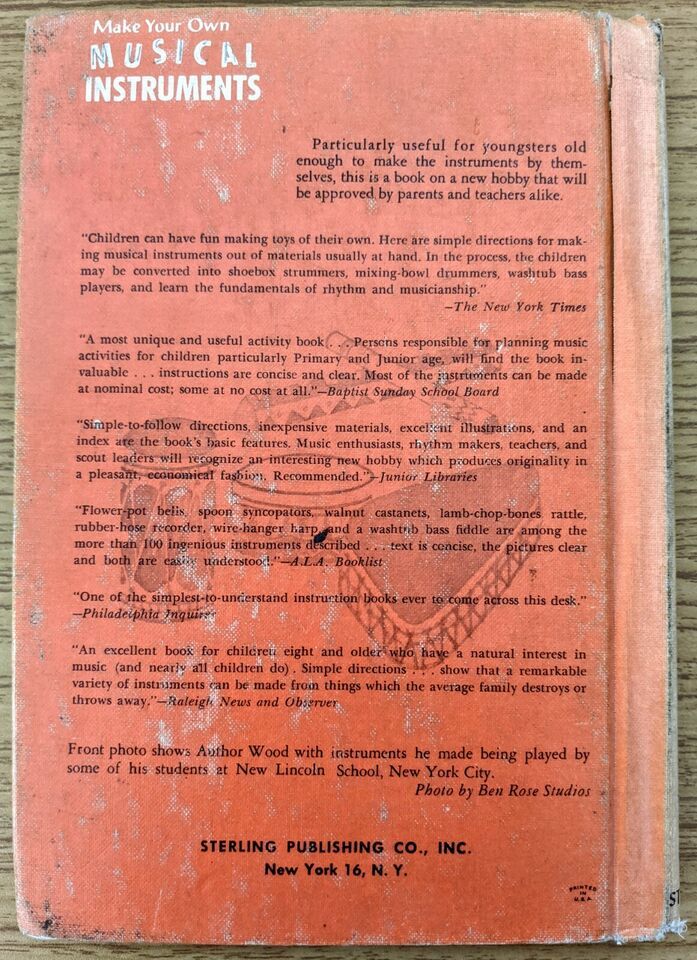 Make Your Own
MUSICAL
INSTRUMENTS
Particularly useful for youngsters old
enough to make the instruments by them-
selves, this is a book on a new hobby that will
be approved by parents and teachers alike.
“Children can have fun making toys of their own. Here are simple directions for mak-
ing musical instruments out of materials usually at hand. In the process, the children
may be converted into shoebox strummers, mixing-bowl drummers, washtub bass
players, and learn the fundamentals of rhythm and musicianship.”
—The New York Times
“A most unique and useful activity book . . . Persons responsible for planning music
activities for children particularly Primary and Junior age, will find the book in-
valuable . . . instructions are concise and clear. Most of the instruments can be made
at nominal cost; some at no cost at all.”—Baptist Sunday School Board
“Simple-to-follow directions, inexpensive materials, excellent illustrations, and an
index are the book’s basic features. Music enthusiasts, rhythm makers, teachers, and
scout leaders will recognize an interesting new hobby which produces originality in
a pleasant, economical fashion. Recommended.”—Junior Libraries
“Flower-pot bells, spoon syncopators, walnut castanets, lamb-chop-bones rattle,
rubber-hose recorder, wire-hanger harp, and a washtub bass fiddle are among the
more than 100 ingenious instruments described . . . text is concise, the pictures clear
and both are easily understood.”—A.L.A. Booklist
“One of the simplest-to-understand instruction books ever to come across this desk.”
—Philadelphia Inquirer
“An excellent book for children eight and older who have a natural interest in
music (and nearly all children do). Simple directions . . . show that a remarkable
variety of instruments can be made from things which the average family destroys or
throws away.”—Raleigh News and Observer
Front photo shows Author Wood with instruments he made being played by
some of his students at New Lincoln School, New York City.
Photo by Ben Rose Studios
STERLING PUBLISHING CO., INC.
New York 16, N. Y.
PRINTED
IN
U.S.A.